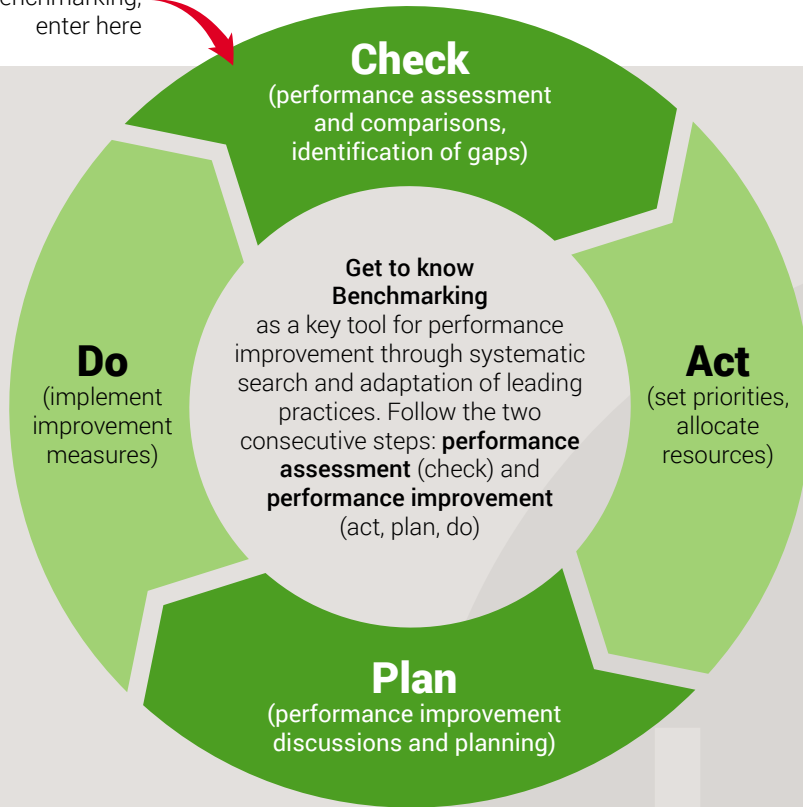 enter here
Check
(performance assessment
and comparisons,
identification of gaps)
Get to know
Benchmarking
as a key tool for performance
improvement through systematic
search and adaptation of leading
practices. Follow the two
consecutive steps: performance
assessment (check) and
performance improvement
(act, plan, do)
Do
(implement
improvement
measures)
Act
(set priorities,
allocate
resources)
Plan
(performance improvement
discussions and planning)